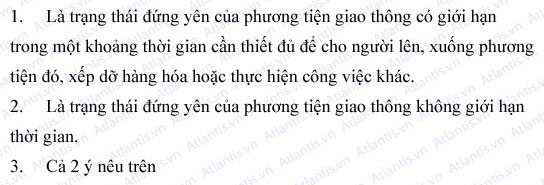 1. Là trạng thái đứng yên của phương tiện giao thông có giới hạn
trong một khoảng thời gian cần thiết đủ để cho người lên, xuống phương
tiện đó, xếp dỡ hàng hóa hoặc thực hiện công việc khác.
2. Là trạng thái đứng yên của phương tiện giao thông không giới hạn
thời gian.
3. Cả 2 ý nêu trên